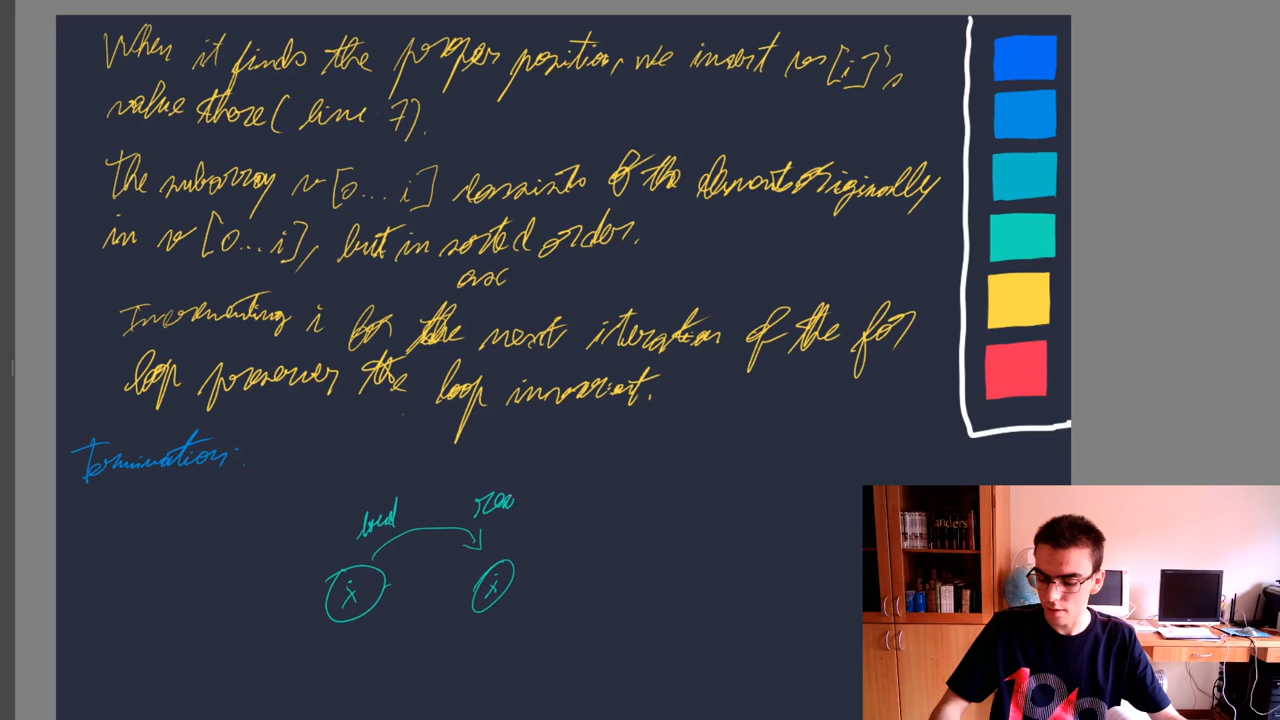 When it finds the proper position, we insert v[i]'s
value there (line 7).
The subarray v[0...i] consists of the elements originally
in v[0...i], but in sorted order.
asc
Incrementing i for the next iteration of the for
loop preserves the loop invariant.
Termination:
local
i
i
anders